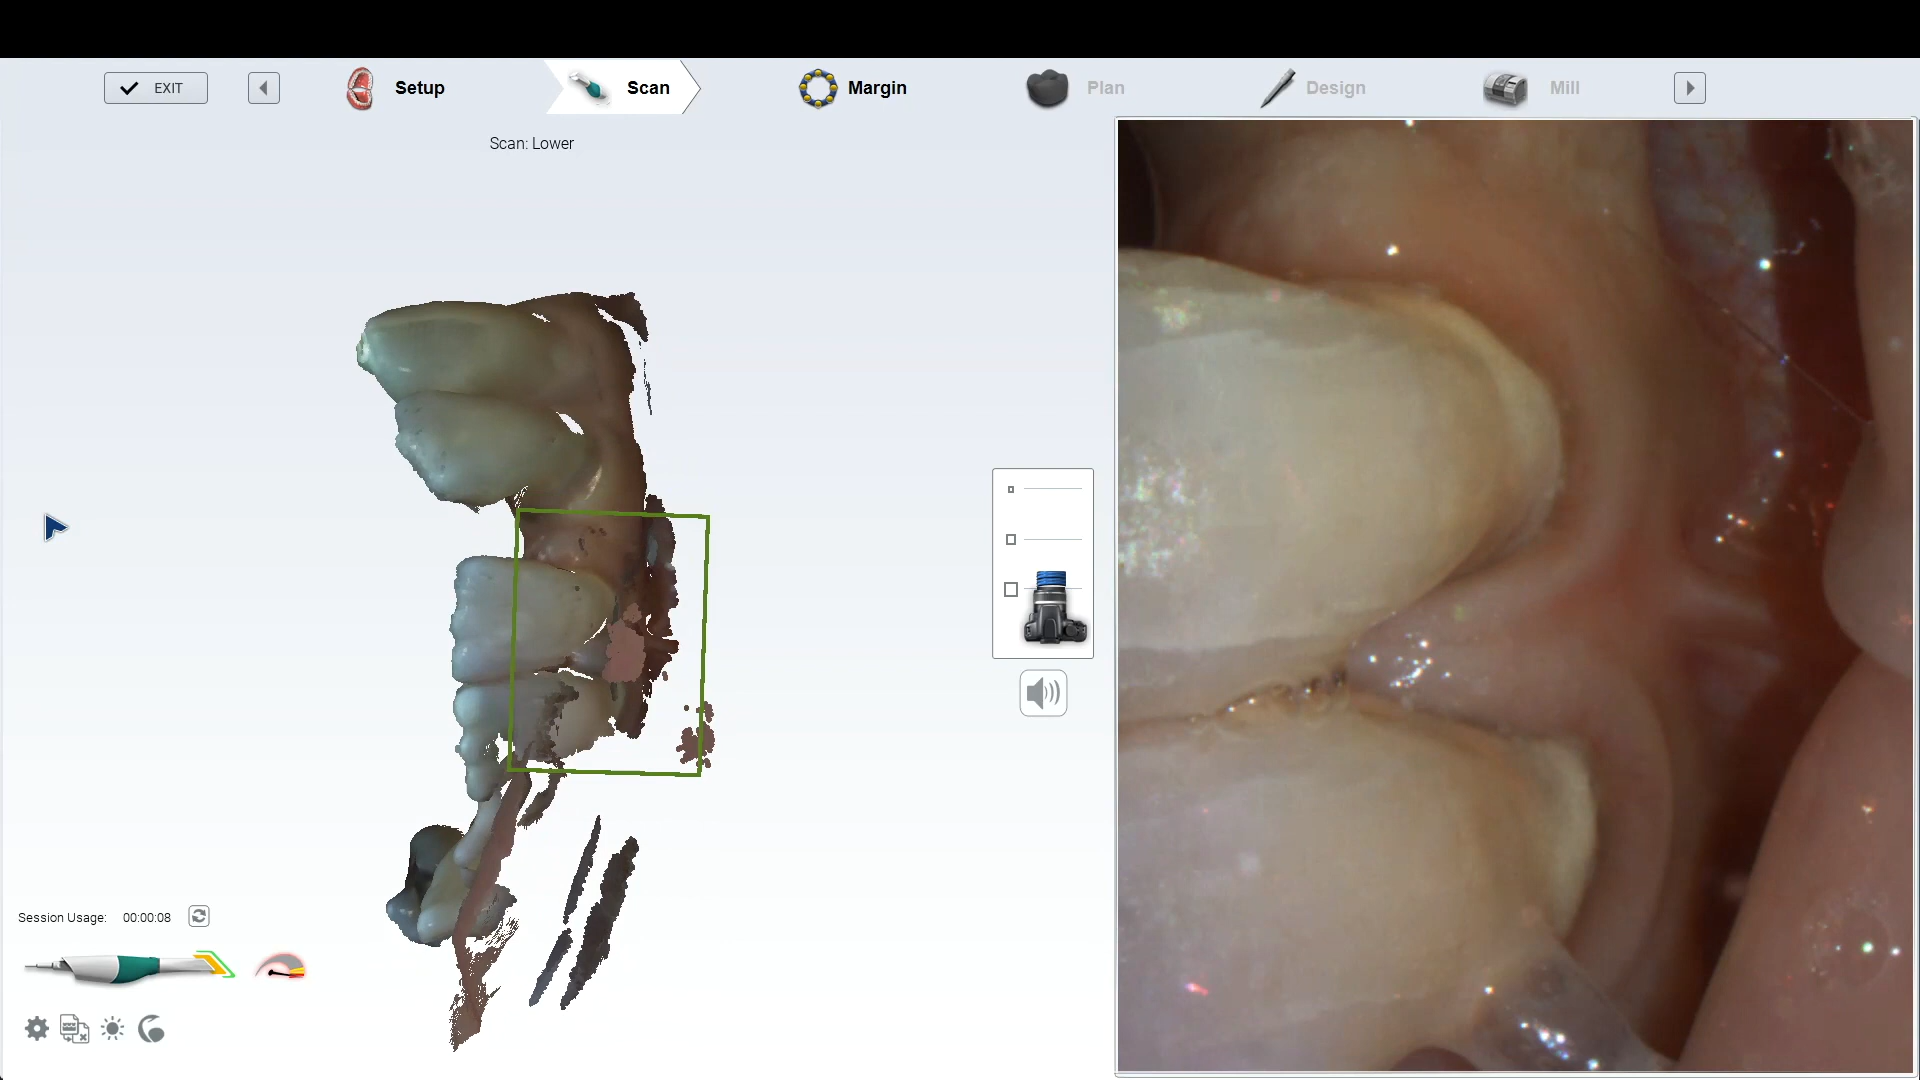 EXIT
Setup
Scan
Margin
Plan
Design
Mill
Scan: Lower
Session Usage: 00:00:08